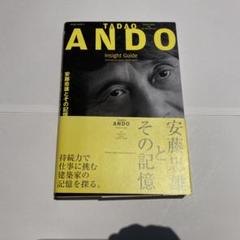 TADAO
ANDO
Insight Guide
安藤忠雄とその記憶
ANDO
安藤忠雄
と
その記憶
持続力で
仕事に挑む
建築家の
記憶を探る。